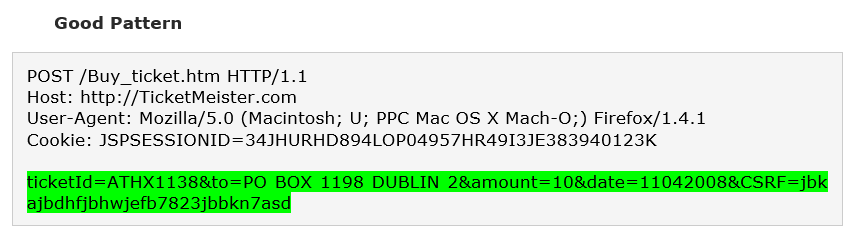 Good Pattern
POST /Buy_ticket.htm HTTP/1.1
Host: http://TicketMeister.com
User-Agent: Mozilla/5.0 (Macintosh; U; PPC Mac OS X Mach-O;) Firefox/1.4.1
Cookie: JSPSESSIONID=34JHURHD894LOP04957HR49I3JE383940123K
ticketId=ATHX1138&to=PO BOX 1198 DUBLIN 2&amount=10&date=11042008&CSRF=jbk
ajbdhfjbhwjefb7823jbbkn7asd